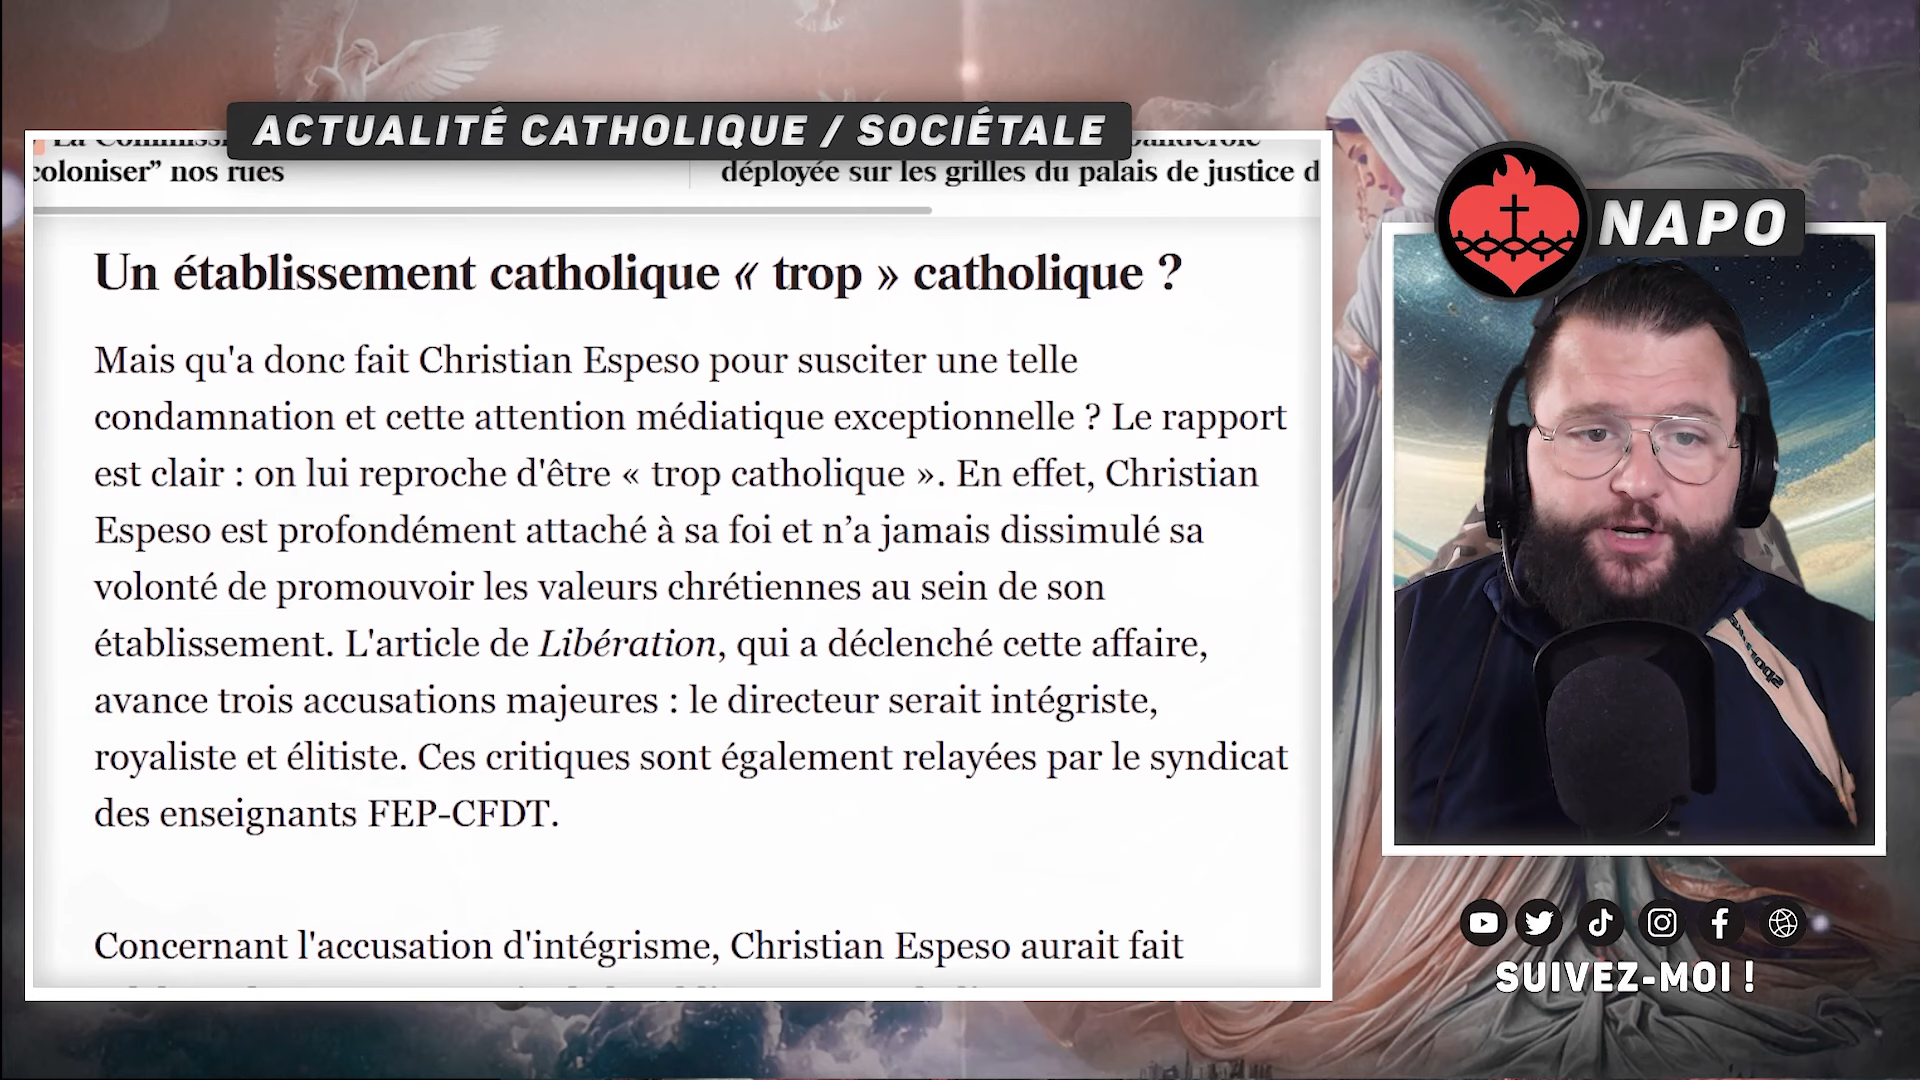 ACTUALITÉ CATHOLIQUE / SOCIÉTALE
coloniser” nos rues
déployée sur les grilles du palais de justice d
Un établissement catholique « trop » catholique ?
Mais qu'a donc fait Christian Espeso pour susciter une telle
condamnation et cette attention médiatique exceptionnelle ? Le rapport
est clair : on lui reproche d'être « trop catholique ». En effet, Christian
Espeso est profondément attaché à sa foi et n’a jamais dissimulé sa
volonté de promouvoir les valeurs chrétiennes au sein de son
établissement. L'article de Libération, qui a déclenché cette affaire,
avance trois accusations majeures : le directeur serait intégriste,
royaliste et élitiste. Ces critiques sont également relayées par le syndicat
des enseignants FEP-CFDT.
Concernant l'accusation d'intégrisme, Christian Espeso aurait fait
NAPO
SUIVEZ-MOI !